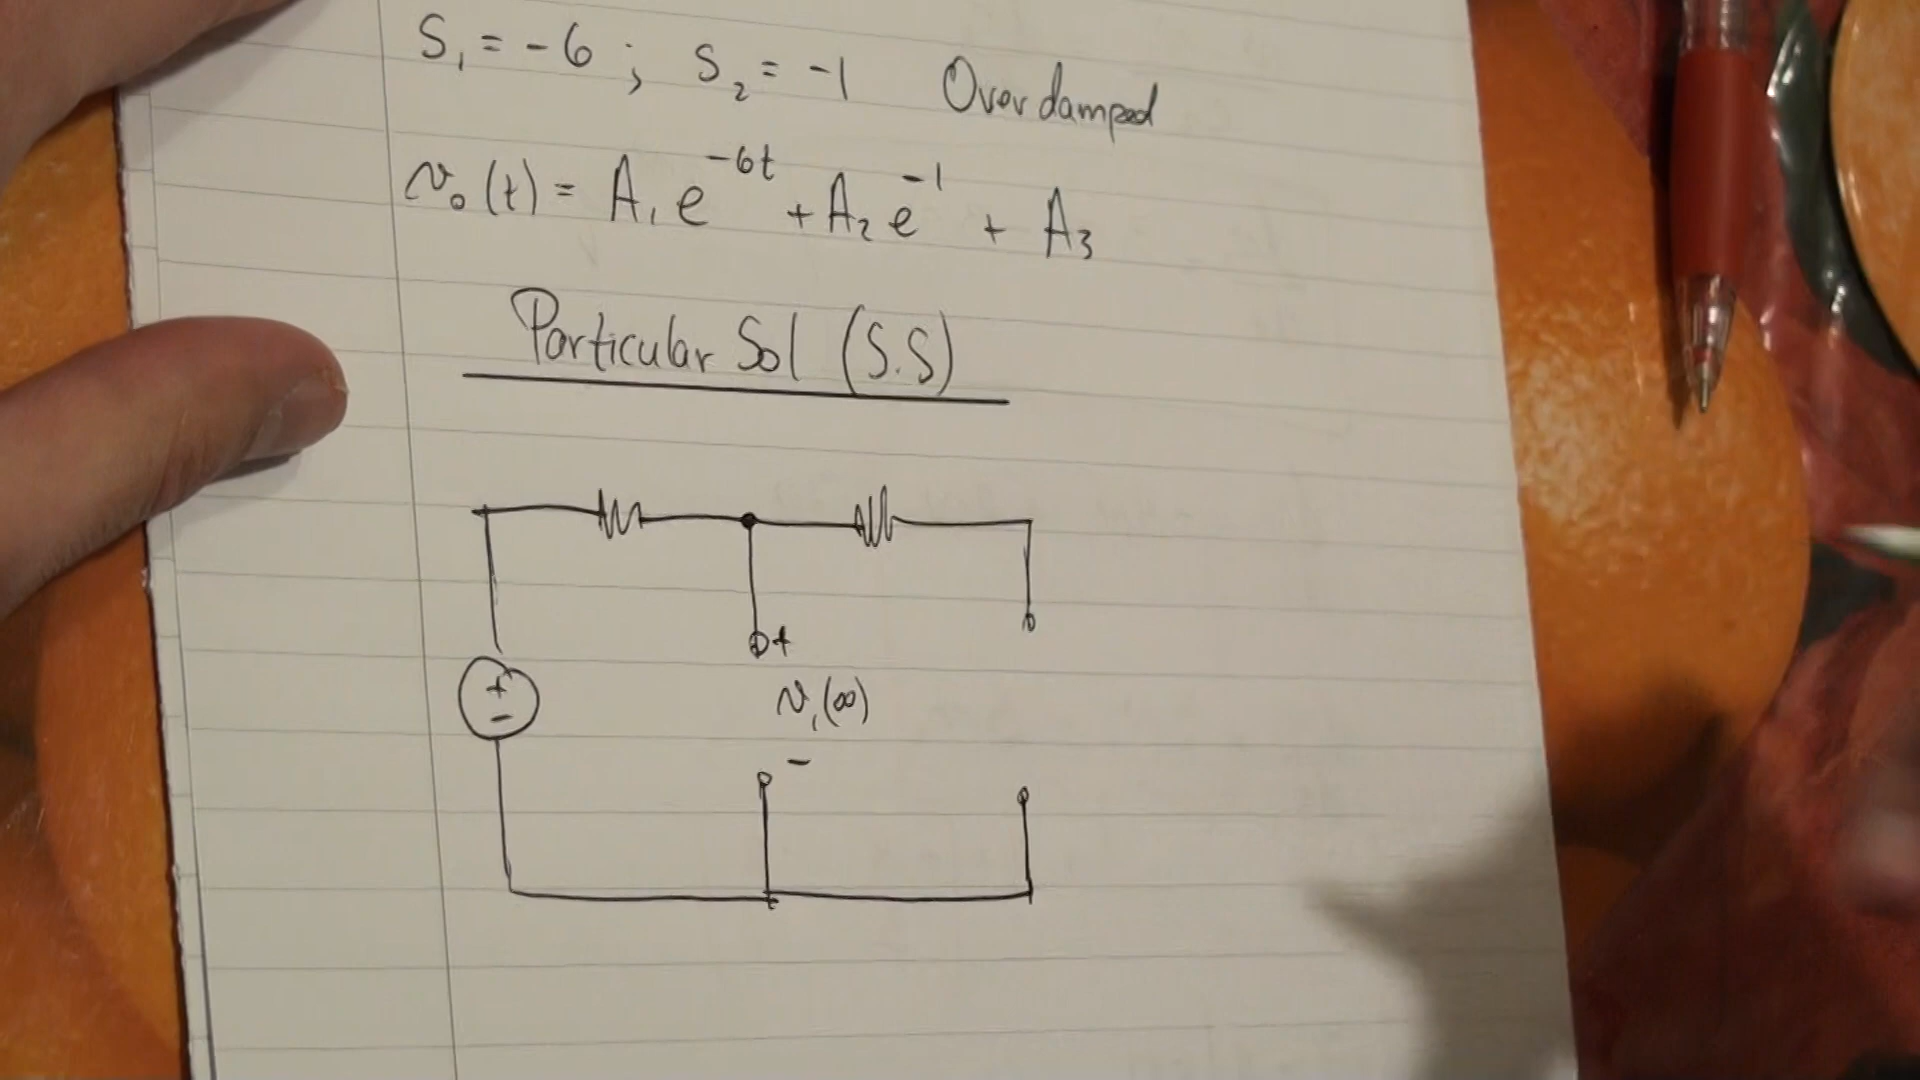 S₁ = -6 ; S₂ = -1 Overdamped
v₀(t) = A₁e^{-6t} + A₂e^{-1} + A₃
Particular Sol (S.S)
+
+
-
v₁(∞)
-